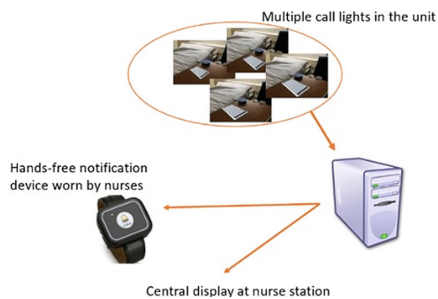 Multiple call lights in the unit
Hands-free notification
device worn by nurses
Central display at nurse station